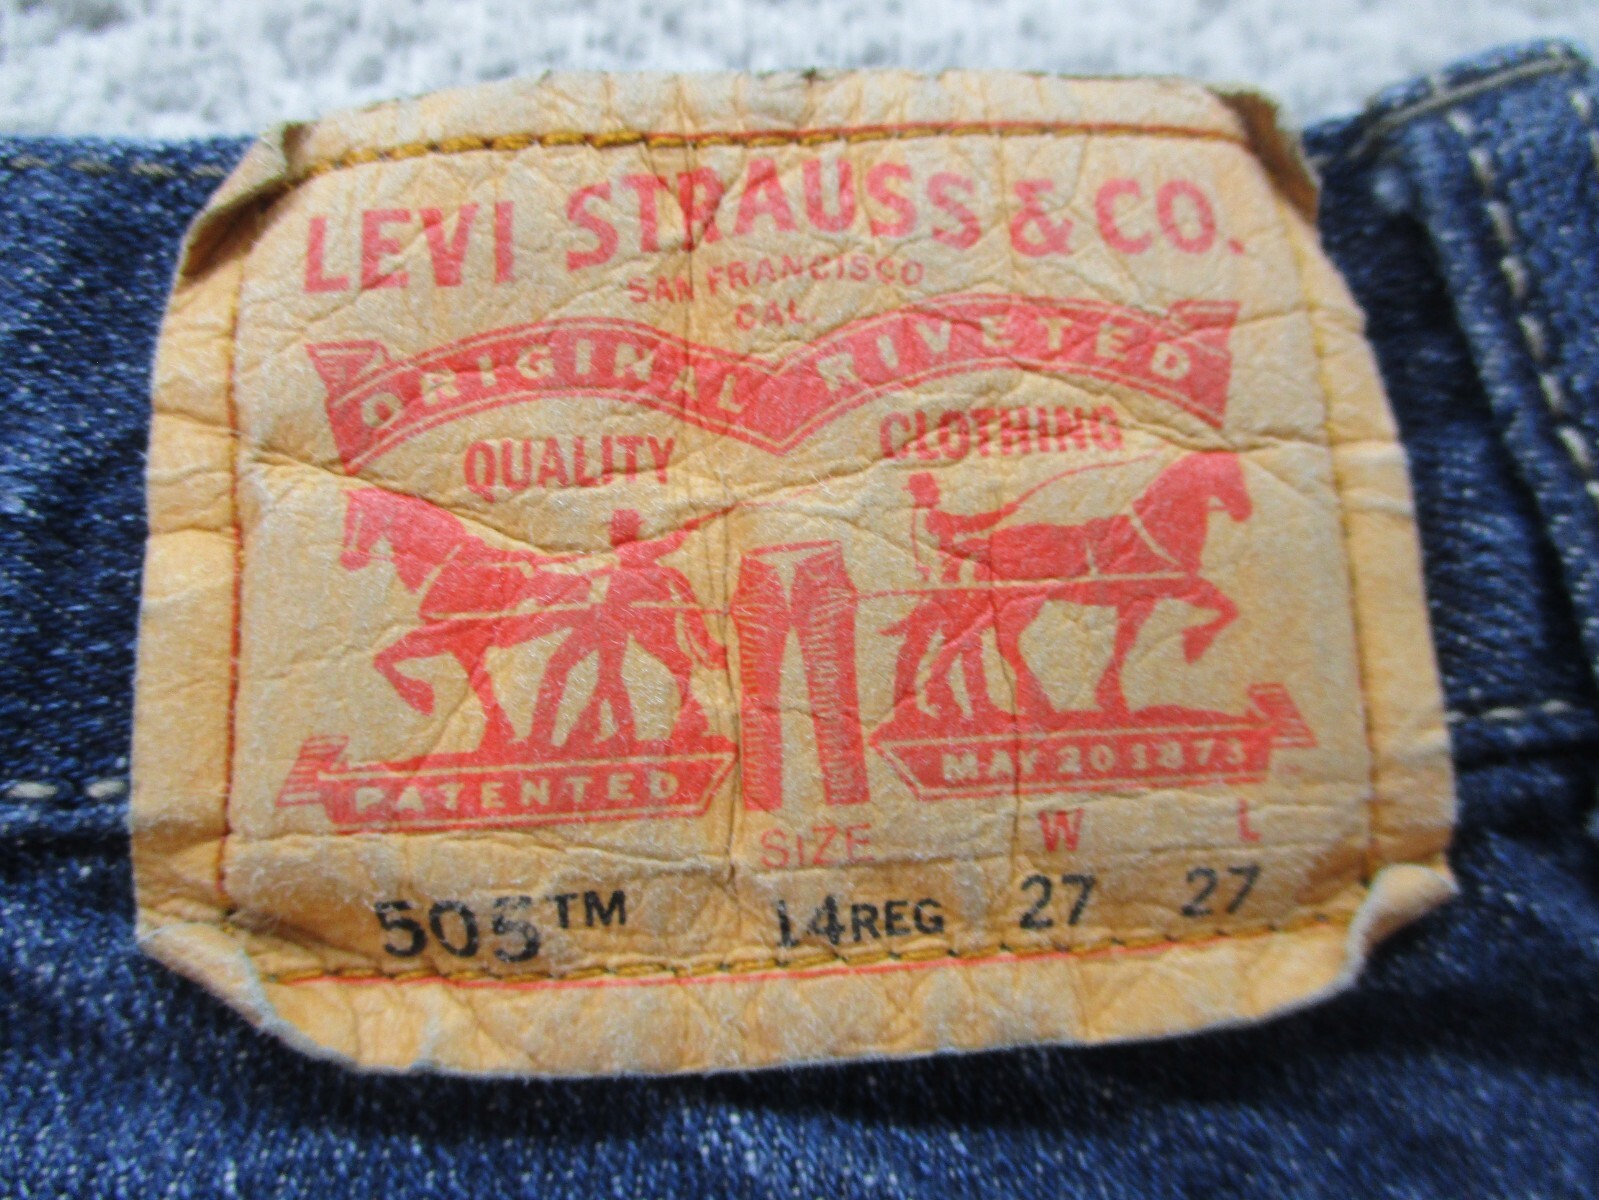 LEVI STRAUSS & CO.
SAN FRANCISCO
CAL
ORIGINAL RIVETED
QUALITY CLOTHING
PATENTED MAY 20 1873
SIZE W L
505™ 14REG 27 27